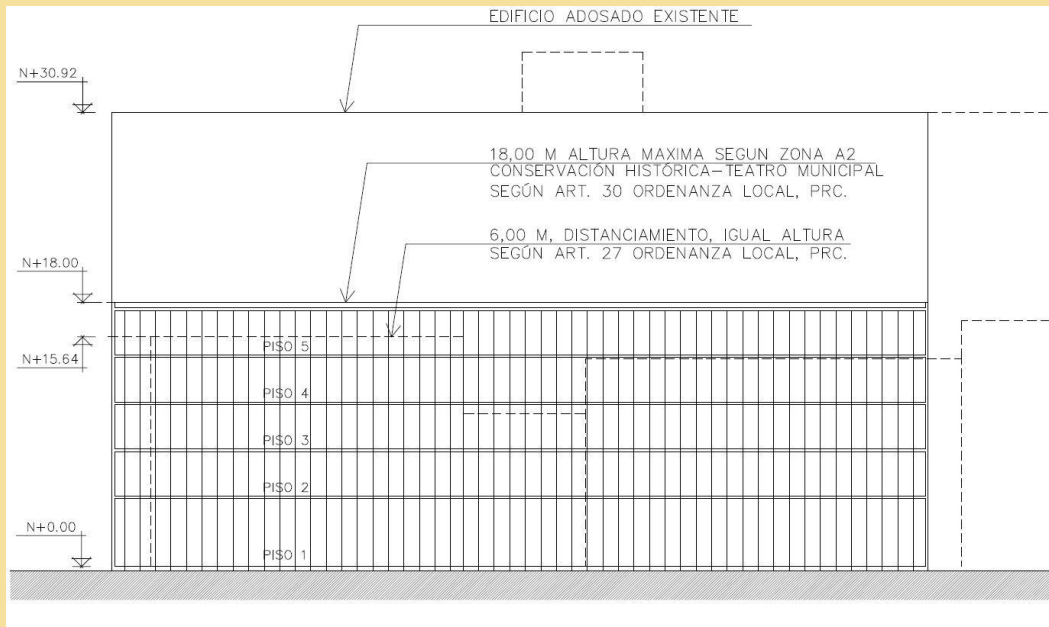 EDIFICIO ADOSADO EXISTENTE
N+30.92
18,00 M ALTURA MAXIMA SEGUN ZONA A2
CONSERVACIÓN HISTÓRICA-TEATRO MUNICIPAL
SEGÚN ART. 30 ORDENANZA LOCAL, PRC.
6,00 M, DISTANCIAMIENTO, IGUAL ALTURA
SEGÚN ART. 27 ORDENANZA LOCAL, PRC.
N+18.00
N+15.64
PISO 5
PISO 4
PISO 3
PISO 2
N+0.00
PISO 1